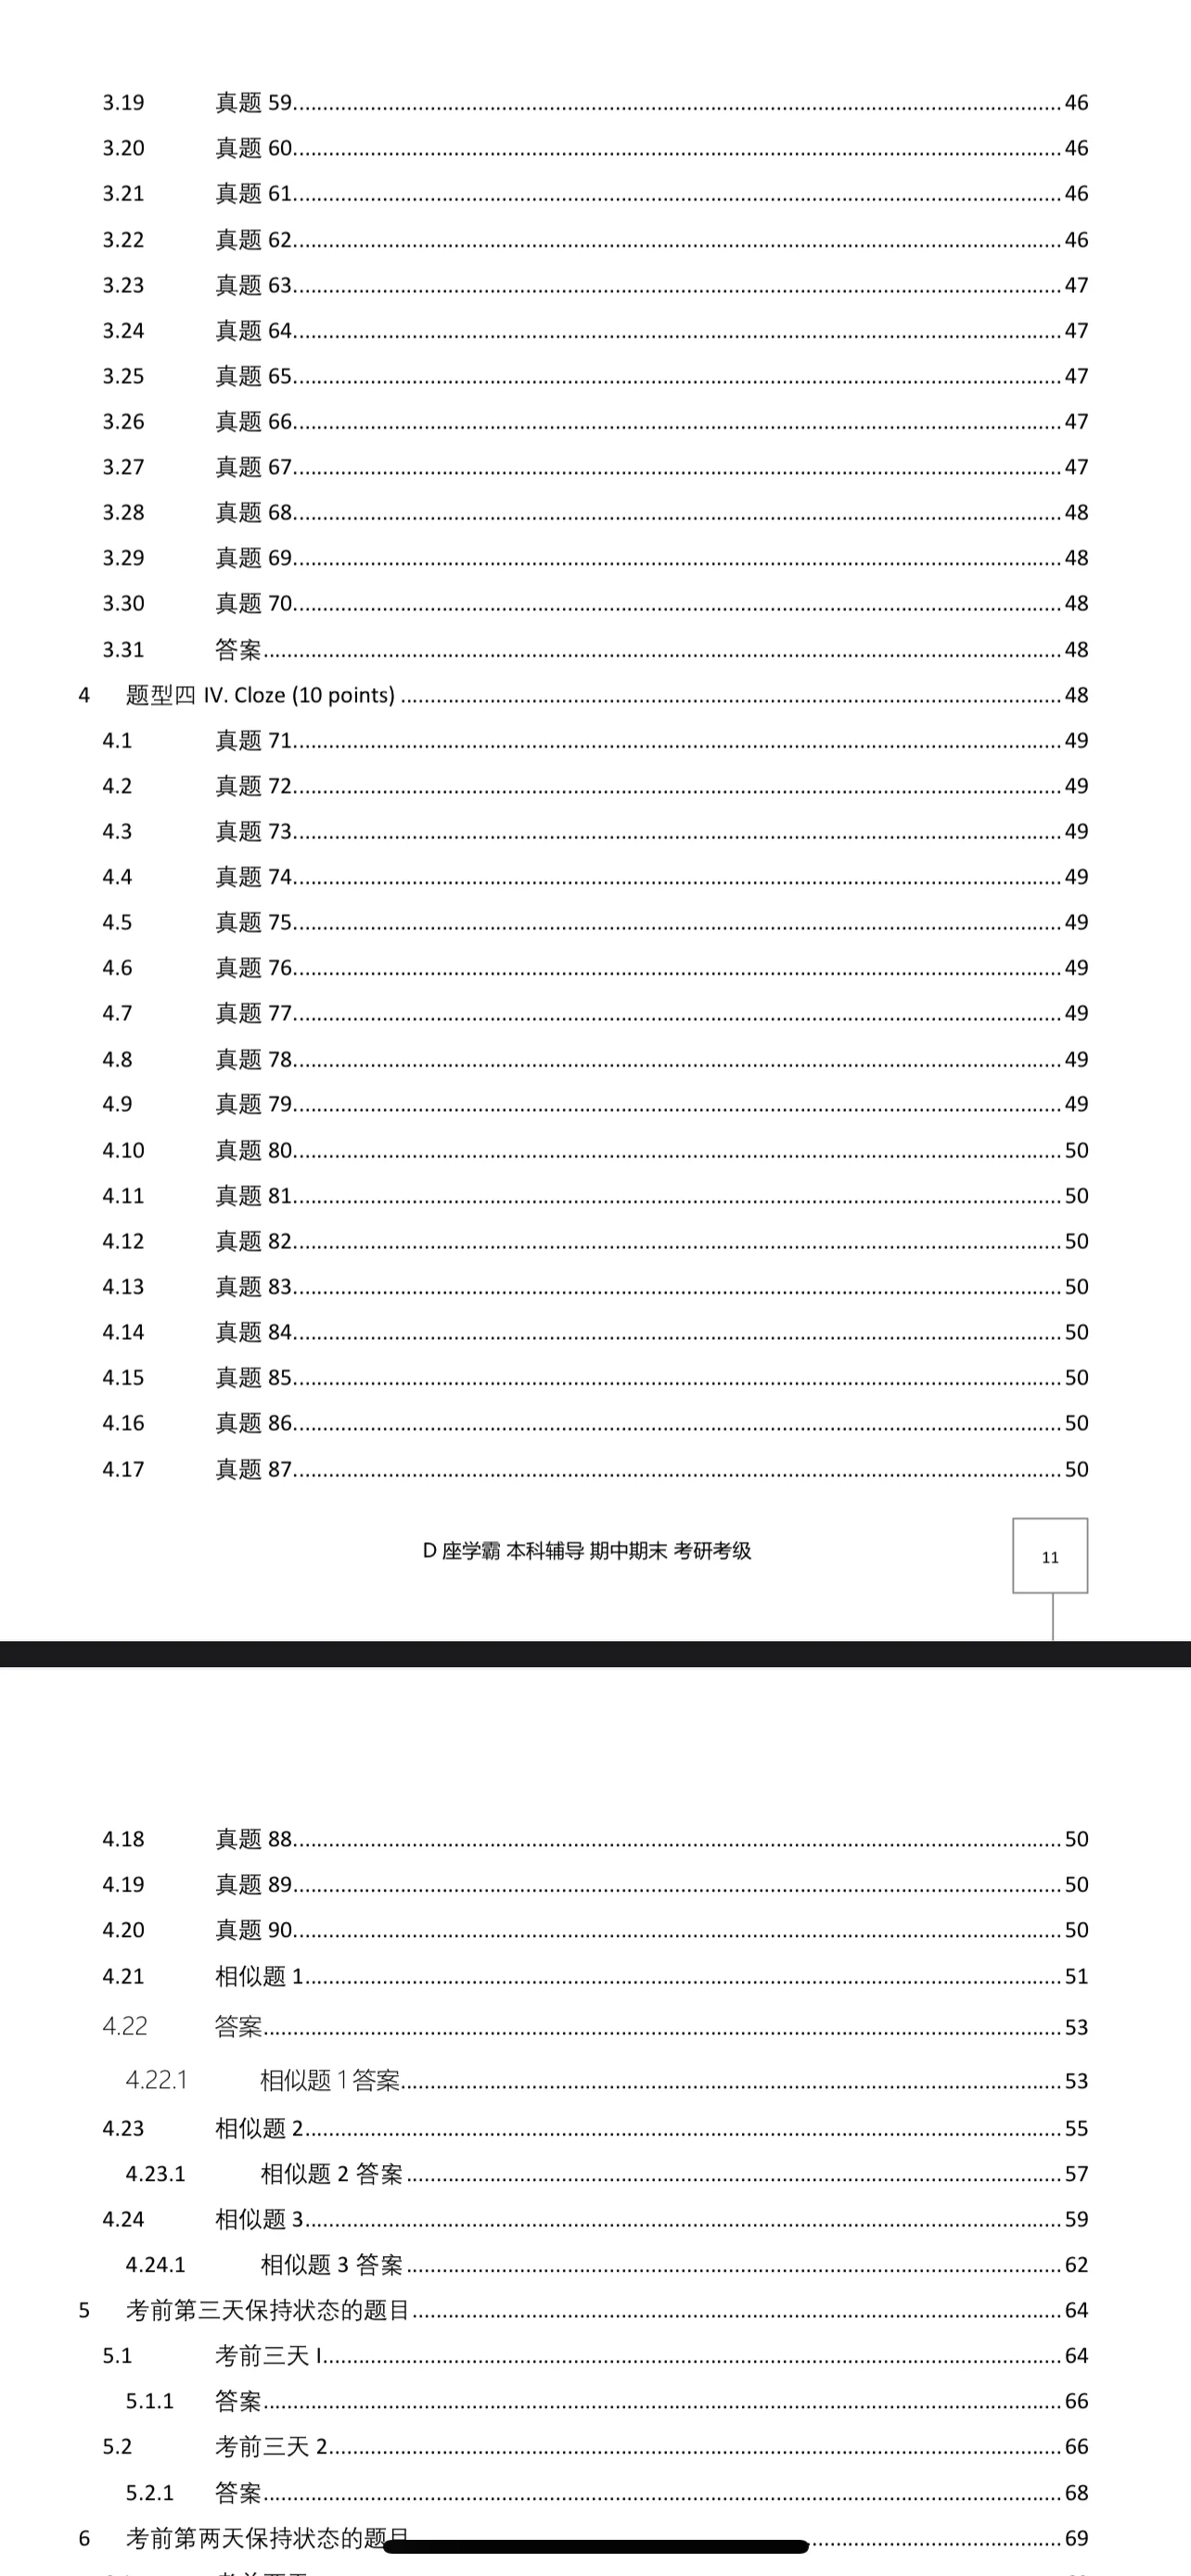 3.19 真题 59 46
3.20 真题 60 46
3.21 真题 61 46
3.22 真题 62 46
3.23 真题 63 47
3.24 真题 64 47
3.25 真题 65 47
3.26 真题 66 47
3.27 真题 67 47
3.28 真题 68 48
3.29 真题 69 48
3.30 真题 70 48
3.31 答案 48
4 题型四 IV. Cloze (10 points) 48
4.1 真题 71 49
4.2 真题 72 49
4.3 真题 73 49
4.4 真题 74 49
4.5 真题 75 49
4.6 真题 76 49
4.7 真题 77 49
4.8 真题 78 49
4.9 真题 79 49
4.10 真题 80 50
4.11 真题 81 50
4.12 真题 82 50
4.13 真题 83 50
4.14 真题 84 50
4.15 真题 85 50
4.16 真题 86 50
4.17 真题 87 50
D 座学霸 本科辅导 期中期末 考研考级
11
4.18 真题 88 50
4.19 真题 89 50
4.20 真题 90 50
4.21 相似题 1 51
4.22 答案 53
4.22.1 相似题 1 答案 53
4.23 相似题 2 55
4.23.1 相似题 2 答案 57
4.24 相似题 3 59
4.24.1 相似题 3 答案 62
5 考前第三天保持状态的题目 64
5.1 考前三天 I 64
5.1.1 答案 66
5.2 考前三天 2 66
5.2.1 答案 68
6 考前第两天保持状态的题目 69